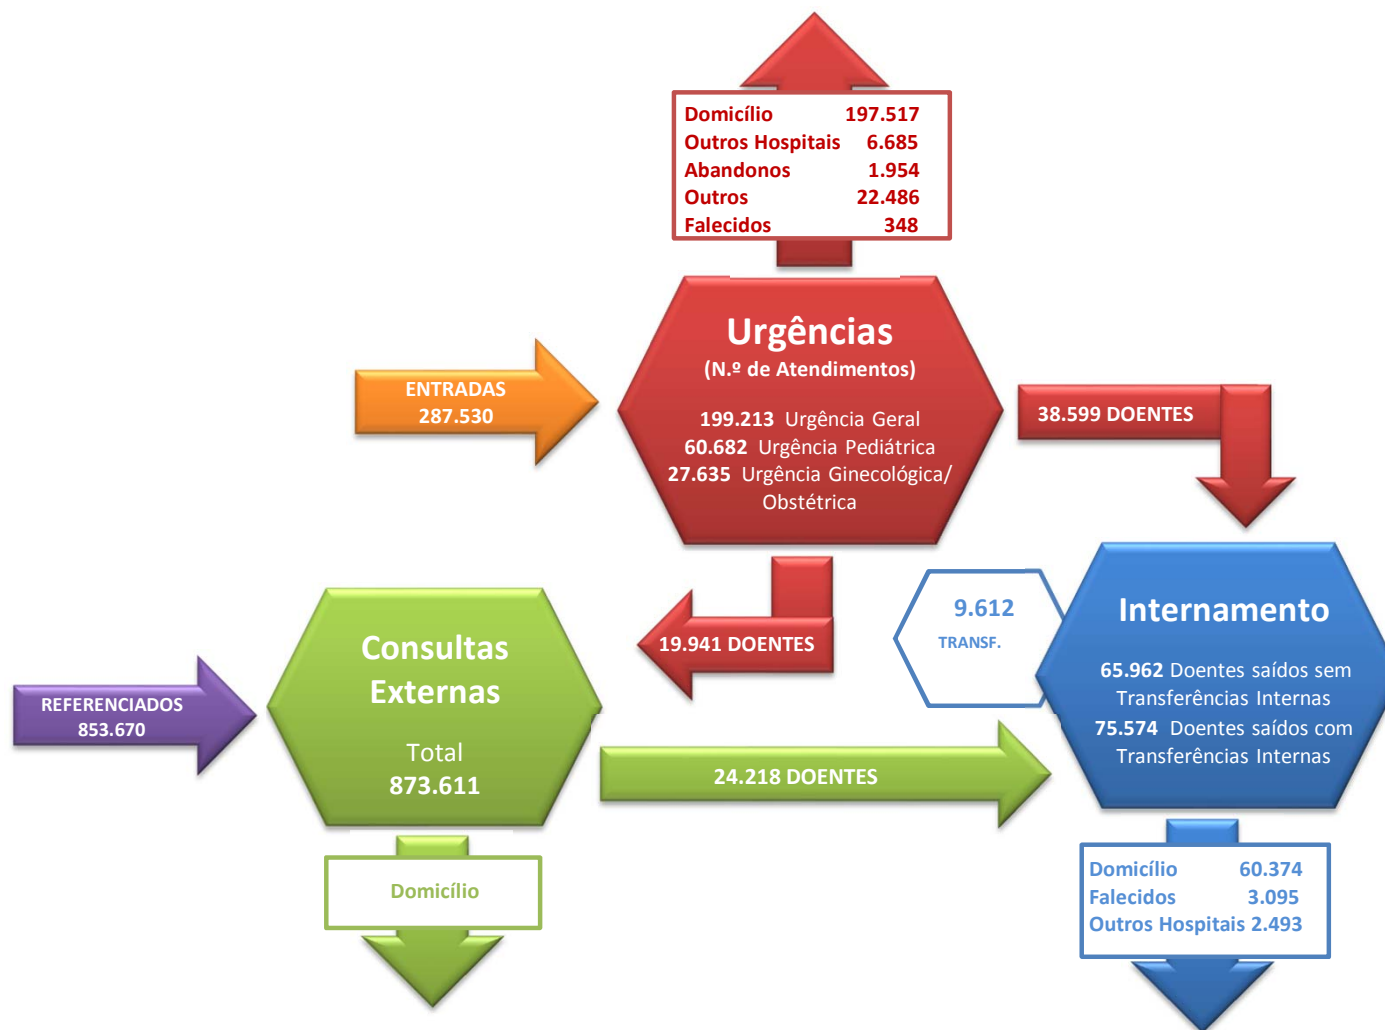 Domicílio 197.517
Outros Hospitais 6.685
Abandonos 1.954
Outros 22.486
Falecidos 348
Urgências
(N.º de Atendimentos)
199.213 Urgência Geral
60.682 Urgência Pediátrica
27.635 Urgência Ginecológica/
Obstétrica
ENTRADAS
287.530
38.599 DOENTES
19.941 DOENTES
9.612
TRANSF.
Internamento
65.962 Doentes saídos sem
Transferências Internas
75.574 Doentes saídos com
Transferências Internas
Consultas
Externas
Total
873.611
REFERENCIADOS
853.670
24.218 DOENTES
Domicílio
Domicílio 60.374
Falecidos 3.095
Outros Hospitais 2.493